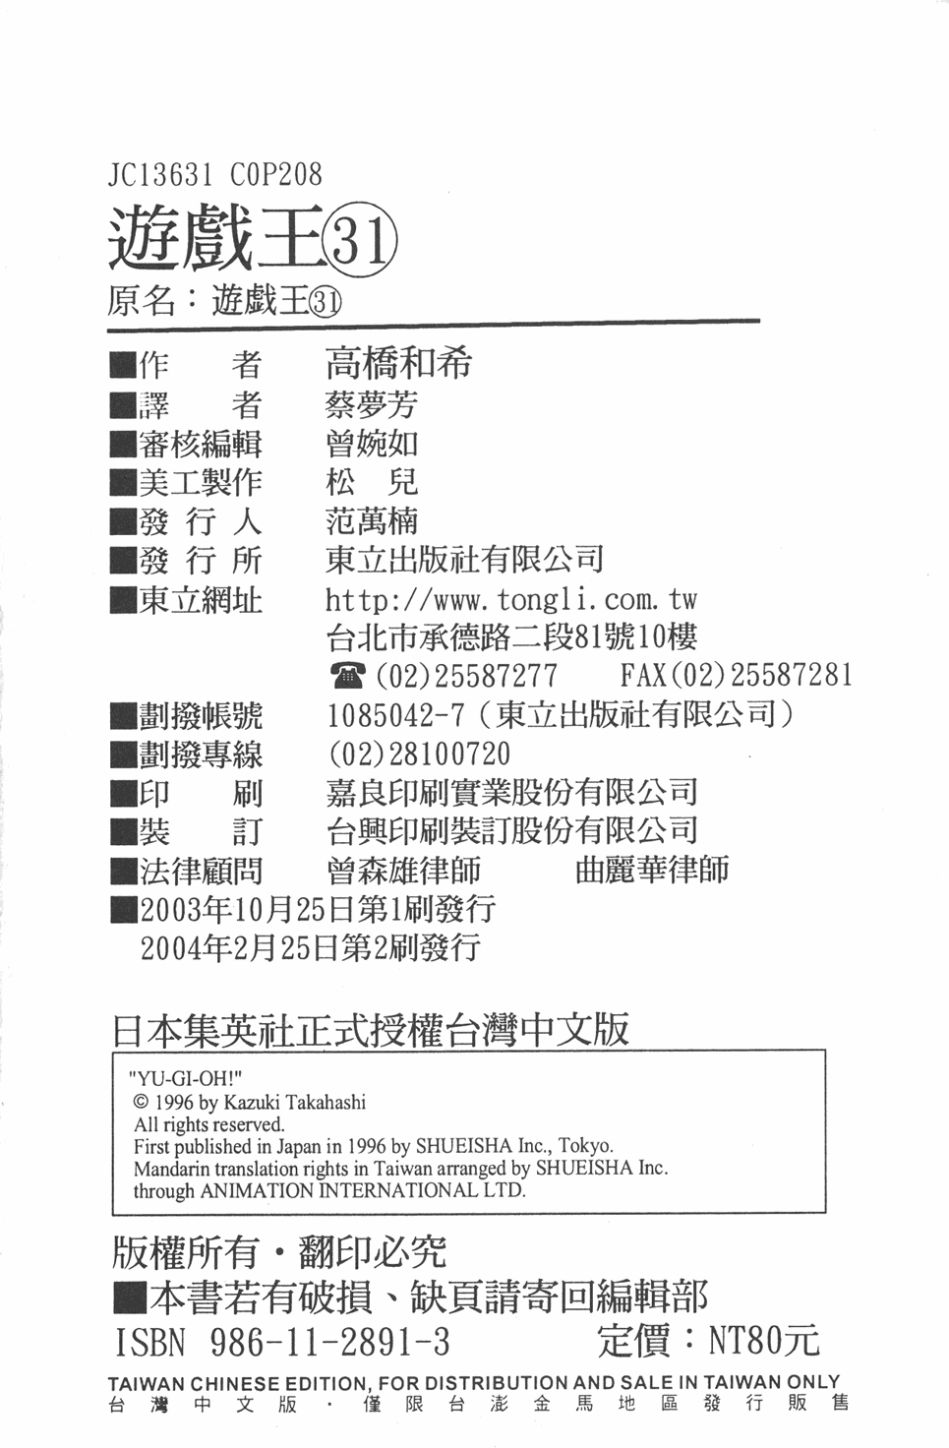 JC13631 C0P208
遊戲王㉛
原名：遊戲王㉛
■作　　者　高橋和希
■譯　　者　蔡夢芳
■審核編輯　曾婉如
■美工製作　松　兒
■發 行 人　范萬楠
■發 行 所　東立出版社有限公司
■東立網址　http://www.tongli.com.tw
台北市承德路二段81號10樓
☎(02)25587277　FAX(02)25587281
■劃撥帳號　1085042-7（東立出版社有限公司）
■劃撥專線　(02)28100720
■印　　刷　嘉良印刷實業股份有限公司
■裝　　訂　台興印刷裝訂股份有限公司
■法律顧問　曾森雄律師　曲麗華律師
■2003年10月25日第1刷發行
2004年2月25日第2刷發行
日本集英社正式授權台灣中文版
"YU-GI-OH!"
© 1996 by Kazuki Takahashi
All rights reserved.
First published in Japan in 1996 by SHUEISHA Inc., Tokyo.
Mandarin translation rights in Taiwan arranged by SHUEISHA Inc.
through ANIMATION INTERNATIONAL LTD.
版權所有・翻印必究
■本書若有破損、缺頁請寄回編輯部
ISBN 986-11-2891-3　定價：NT80元
TAIWAN CHINESE EDITION, FOR DISTRIBUTION AND SALE IN TAIWAN ONLY
台灣中文版・僅限台澎金馬地區發行販售